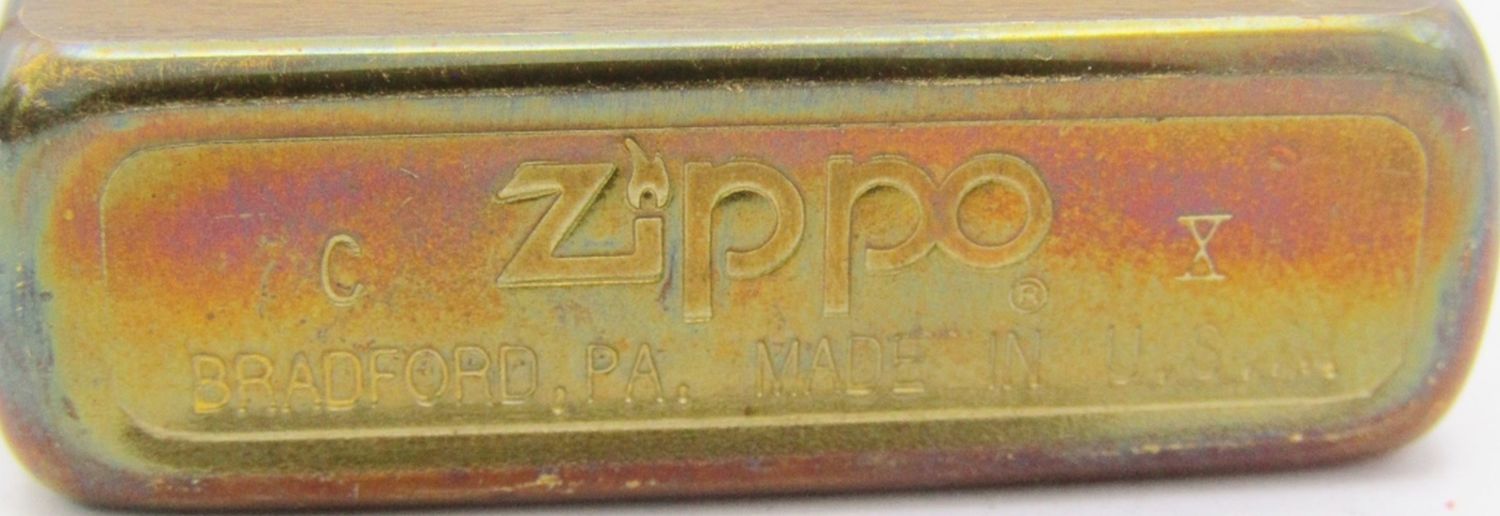 C Zippo ® X
BRADFORD, PA. MADE IN U.S.A.